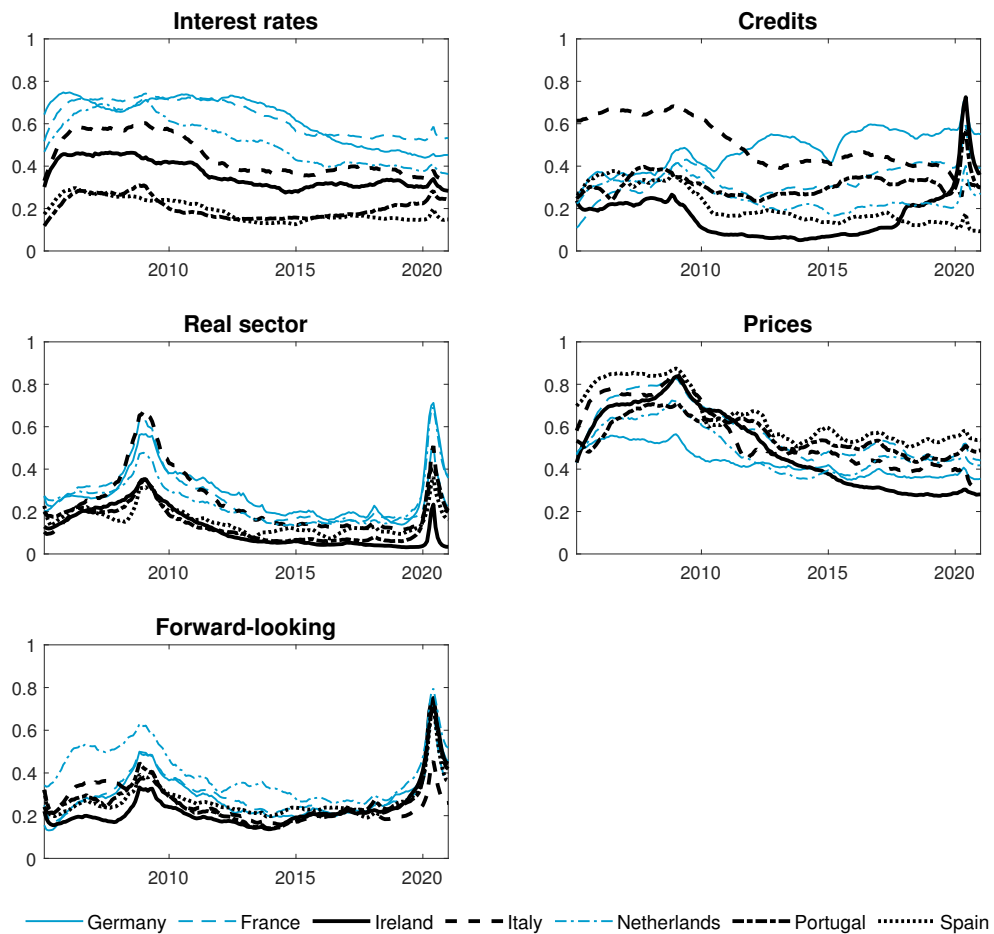 Interest rates
1
0.8
0.6
0.4
0.2
0
2010 2015 2020
Credits
1
0.8
0.6
0.4
0.2
0
2010 2015 2020
Real sector
1
0.8
0.6
0.4
0.2
0
2010 2015 2020
Prices
1
0.8
0.6
0.4
0.2
0
2010 2015 2020
Forward-looking
1
0.8
0.6
0.4
0.2
0
2010 2015 2020
Germany France Ireland Italy Netherlands Portugal Spain